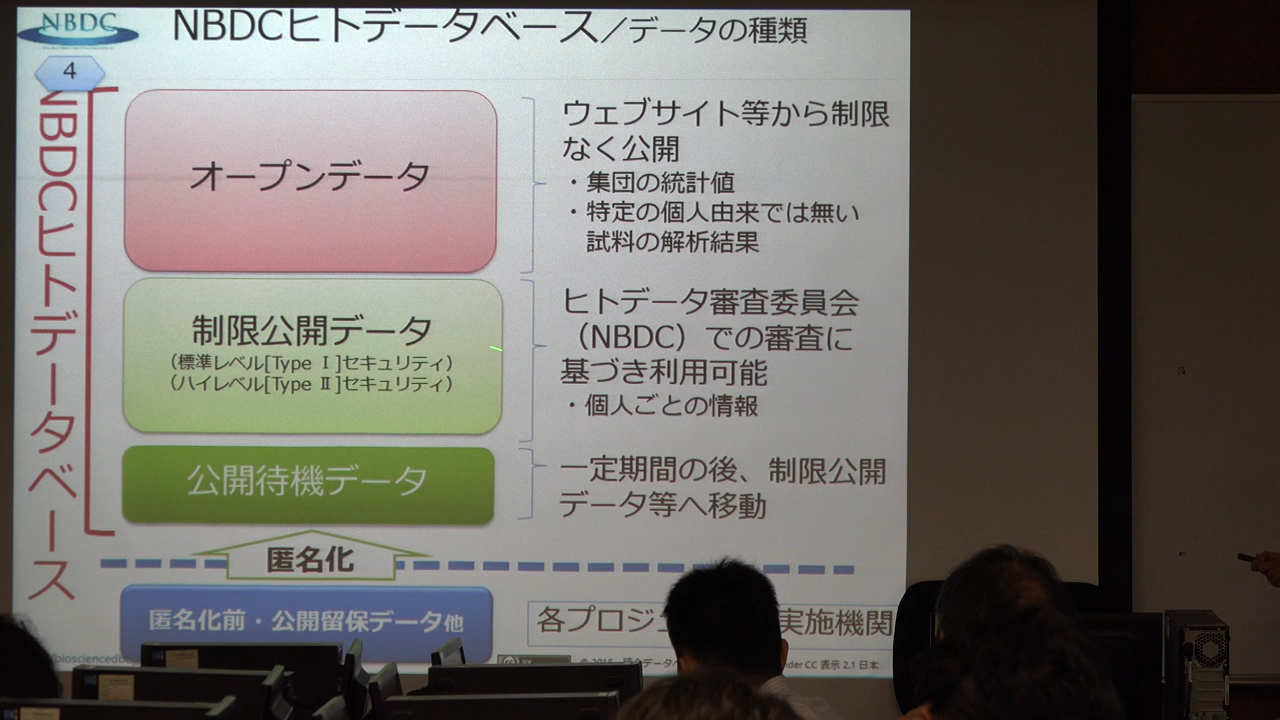 NBDC
NBDCヒトデータベース／データの種類
4
NBDCヒトデータベース
オープンデータ
ウェブサイト等から制限
なく公開
・集団の統計値
・特定の個人由来では無い
試料の解析結果
制限公開データ
（標準レベル[Type Ⅰ]セキュリティ）
（ハイレベル[Type Ⅱ]セキュリティ）
ヒトデータ審査委員会
（NBDC）での審査に
基づき利用可能
・個人ごとの情報
公開待機データ
一定期間の後、制限公開
データ等へ移動
匿名化
匿名化前・公開留保データ他
各プロジ
実施機関
CC 表示 2.1 日本